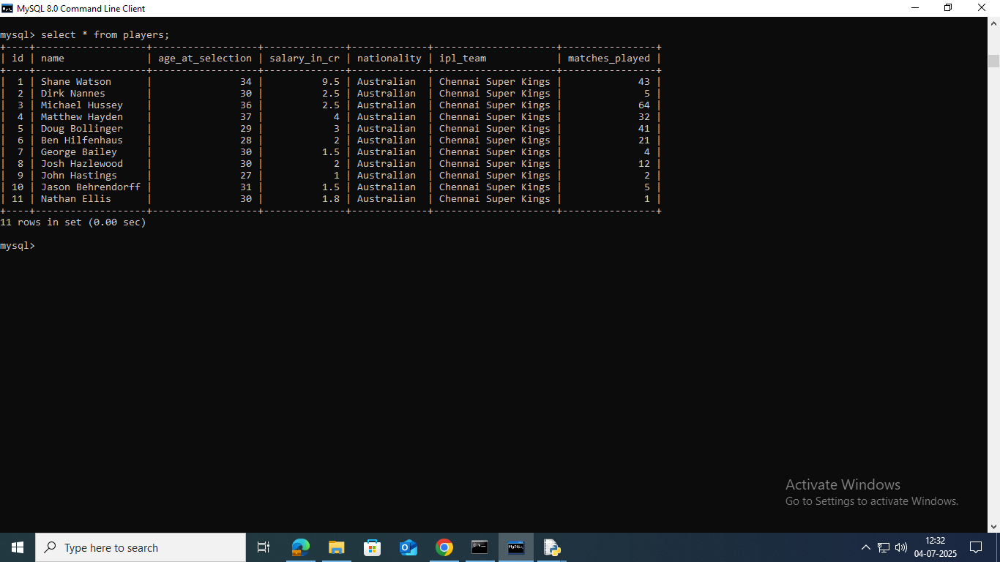 MySQL 8.0 Command Line Client
mysql> select * from players;
+----+-------------------+------------------+--------------+-------------+---------------------+----------------+
| id | name              | age_at_selection | salary_in_cr | nationality | ipl_team            | matches_played |
+----+-------------------+------------------+--------------+-------------+---------------------+----------------+
|  1 | Shane Watson      |               34 |          9.5 | Australian  | Chennai Super Kings |             43 |
|  2 | Dirk Nannes       |               30 |          2.5 | Australian  | Chennai Super Kings |              5 |
|  3 | Michael Hussey    |               36 |          2.5 | Australian  | Chennai Super Kings |             64 |
|  4 | Matthew Hayden    |               37 |            4 | Australian  | Chennai Super Kings |             32 |
|  5 | Doug Bollinger    |               29 |            3 | Australian  | Chennai Super Kings |             41 |
|  6 | Ben Hilfenhaus    |               28 |            2 | Australian  | Chennai Super Kings |             21 |
|  7 | George Bailey     |               30 |          1.5 | Australian  | Chennai Super Kings |              4 |
|  8 | Josh Hazlewood    |               30 |            2 | Australian  | Chennai Super Kings |             12 |
|  9 | John Hastings     |               27 |            1 | Australian  | Chennai Super Kings |              2 |
| 10 | Jason Behrendorff |               31 |          1.5 | Australian  | Chennai Super Kings |              5 |
| 11 | Nathan Ellis      |               30 |          1.8 | Australian  | Chennai Super Kings |              1 |
+----+-------------------+------------------+--------------+-------------+---------------------+----------------+
11 rows in set (0.00 sec)
mysql>
Activate Windows
Go to Settings to activate Windows.
Type here to search
12:32
04-07-2025